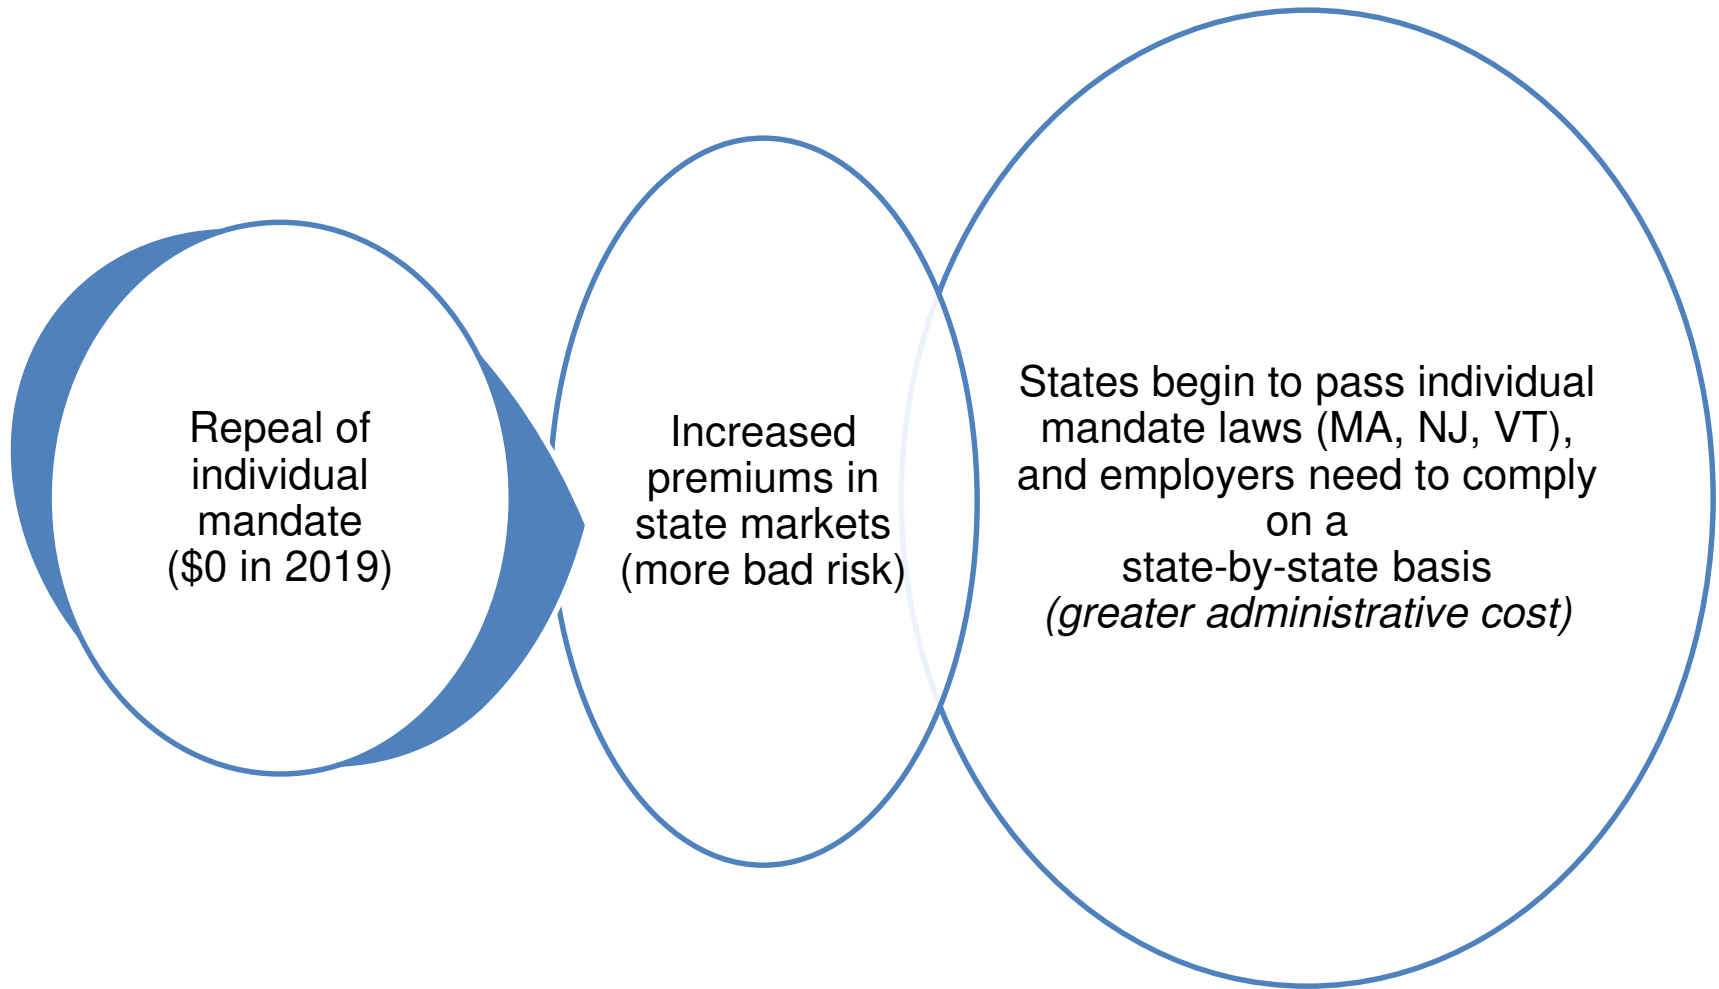 Repeal of
individual
mandate
($0 in 2019)
Increased
premiums in
state markets
(more bad risk)
States begin to pass individual
mandate laws (MA, NJ, VT),
and employers need to comply
on a
state-by-state basis
(greater administrative cost)